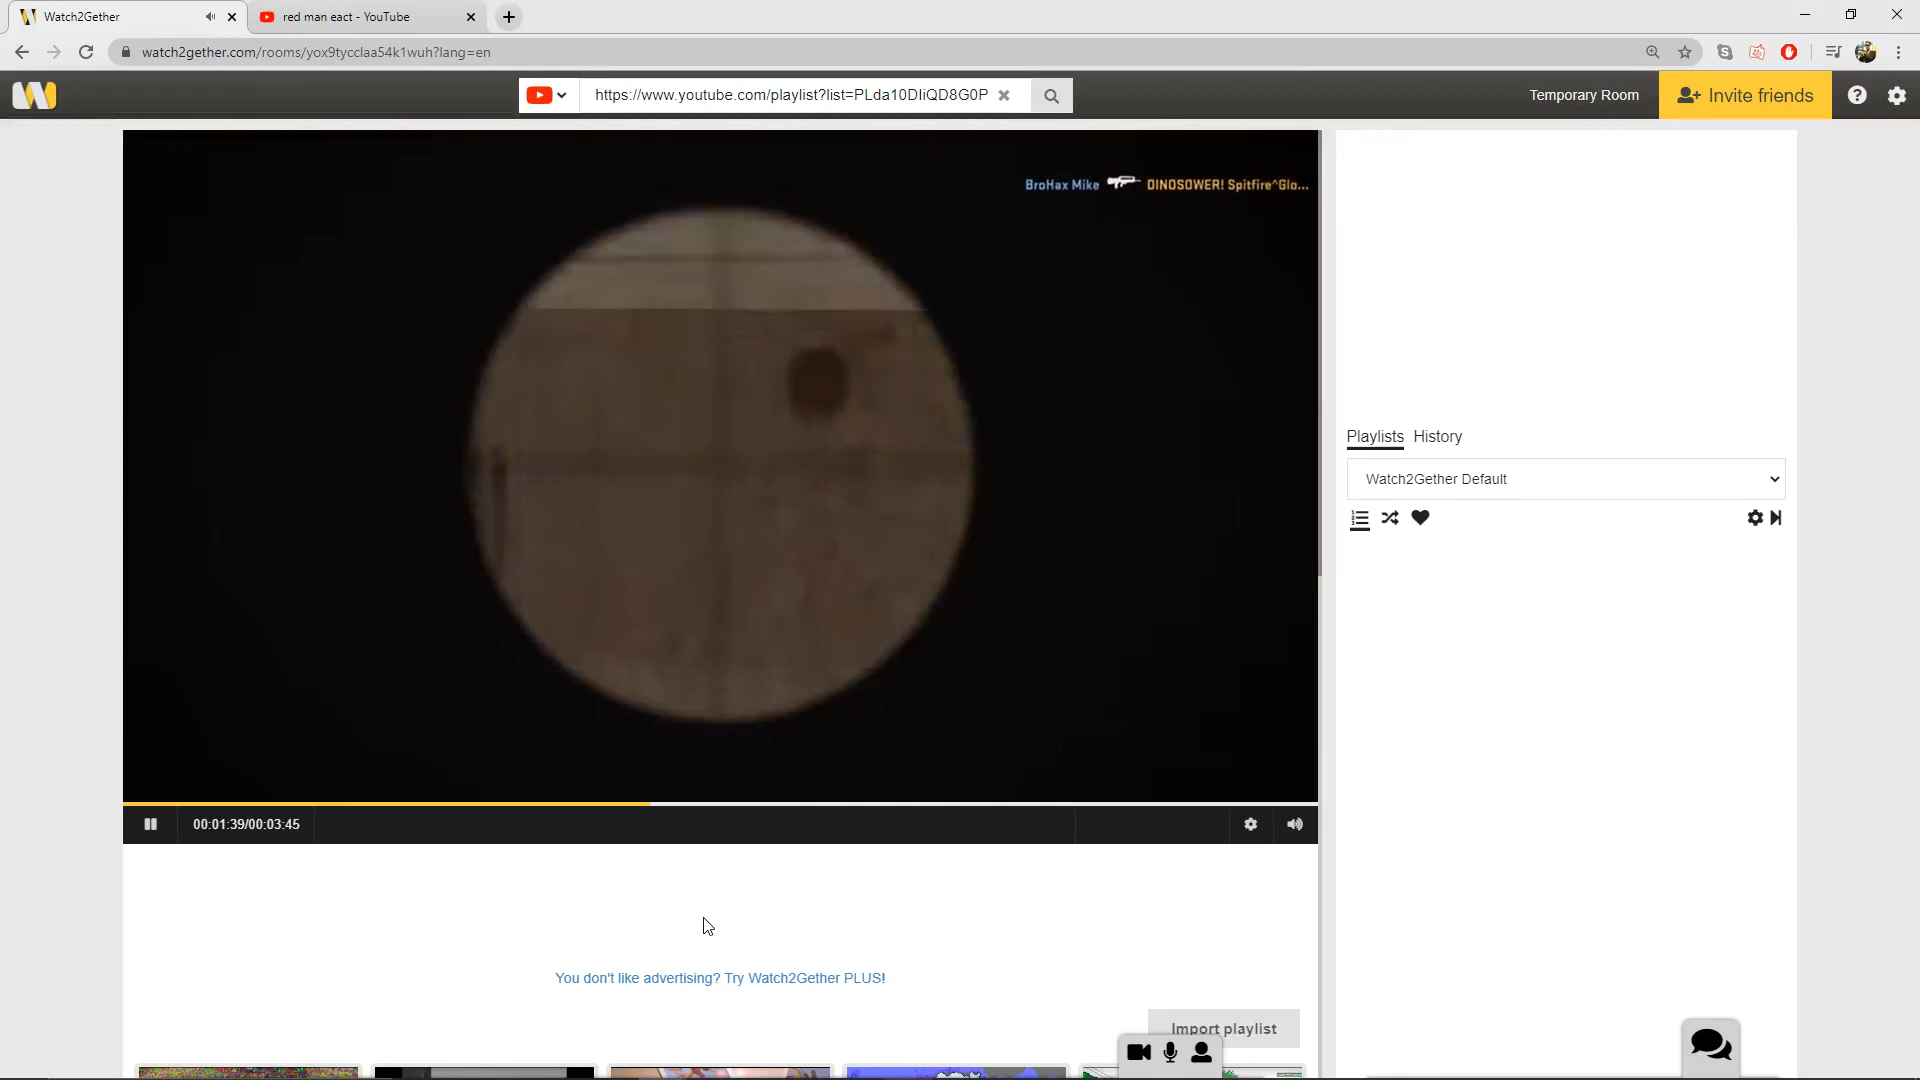 Watch2Gether
red man eact - YouTube
watch2gether.com/rooms/yox9tycclaa54k1wuh?lang=en
https://www.youtube.com/playlist?list=PLda10DIiQD8G0P
Temporary Room
Invite friends
BroHax Mike DINOSOWER! Spitfire^Glo...
Playlists History
Watch2Gether Default
00:01:39/00:03:45
You don't like advertising? Try Watch2Gether PLUS!
Import playlist